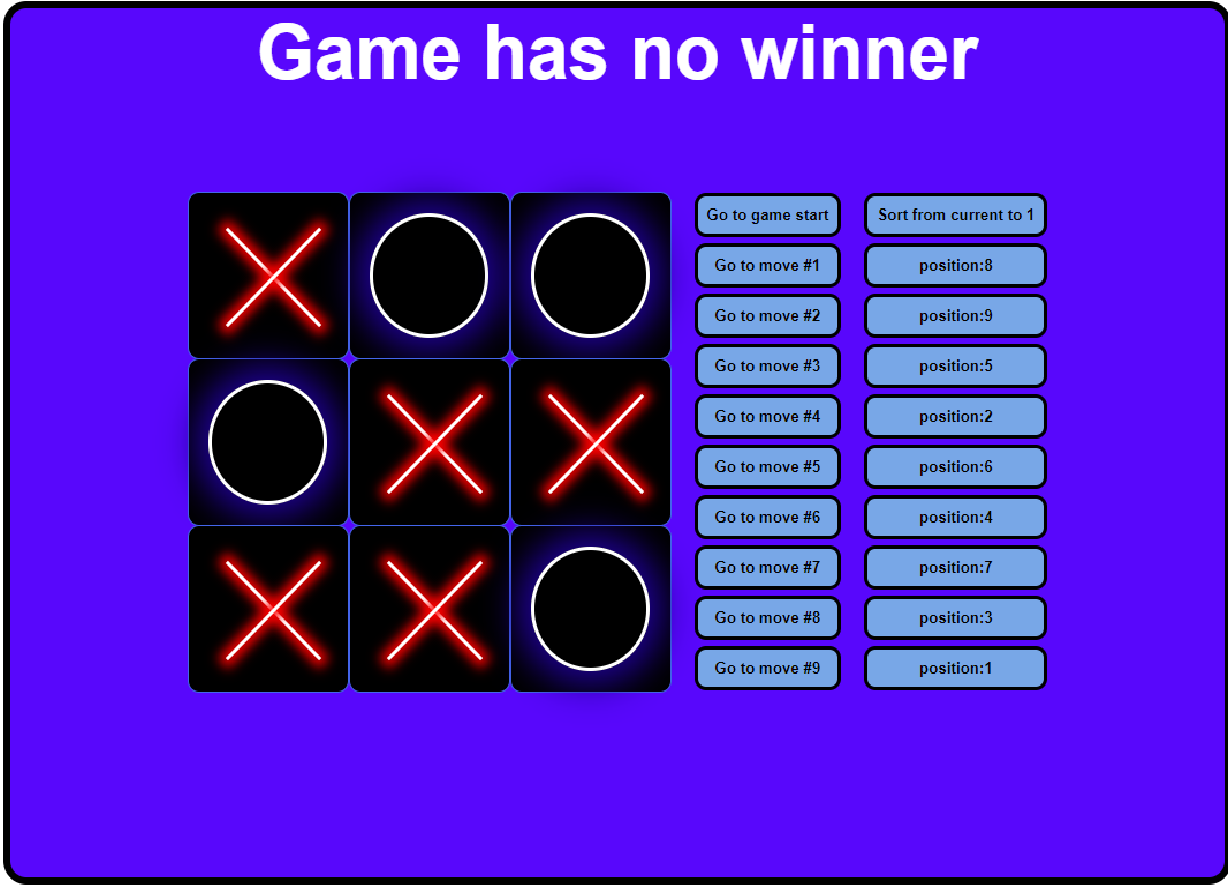 Game has no winner
Go to game start
Sort from current to 1
Go to move #1
position:8
Go to move #2
position:9
Go to move #3
position:5
Go to move #4
position:2
Go to move #5
position:6
Go to move #6
position:4
Go to move #7
position:7
Go to move #8
position:3
Go to move #9
position:1